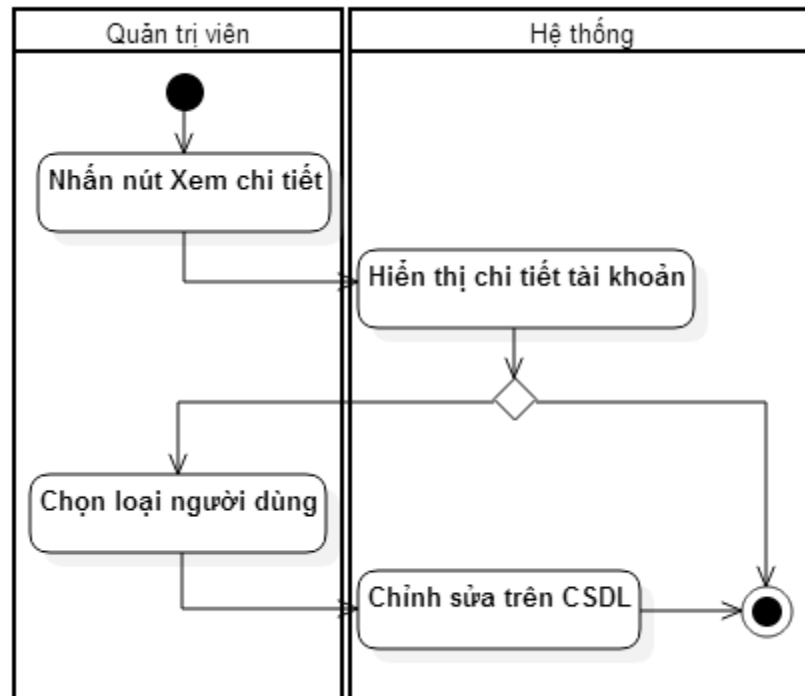 Quản trị viên
Hệ thống
Nhấn nút Xem chi tiết
Hiển thị chi tiết tài khoản
Chọn loại người dùng
Chỉnh sửa trên CSDL